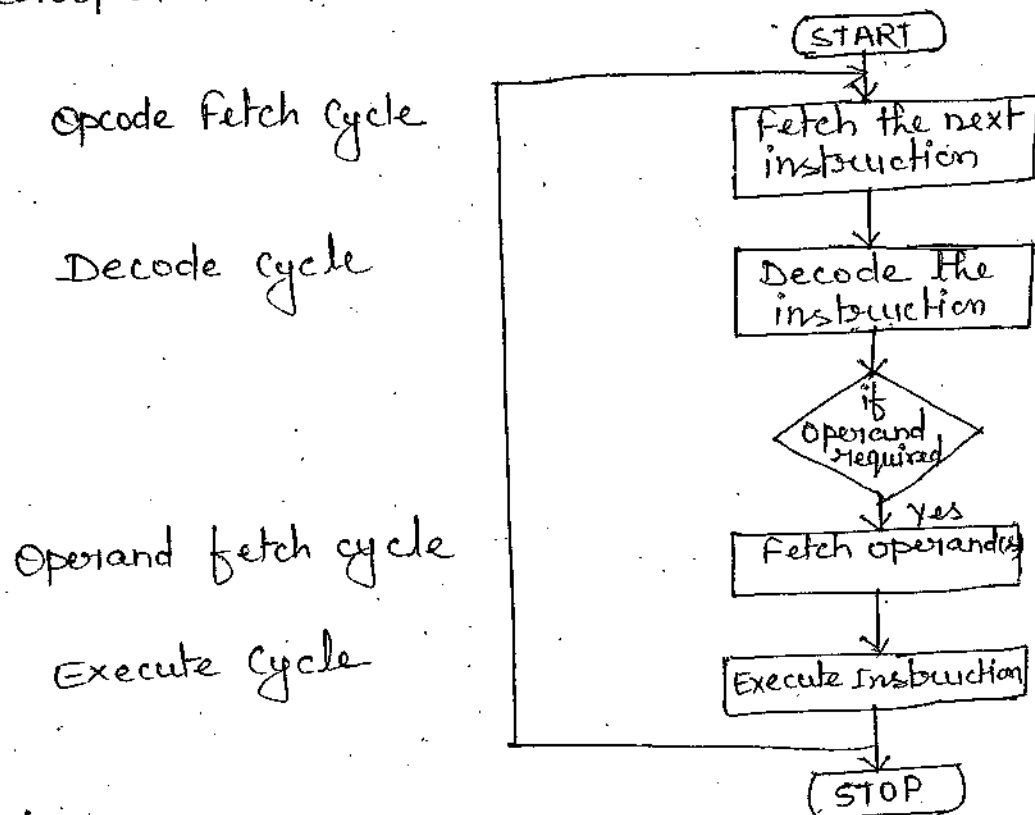 START
Opcode Fetch Cycle
Fetch the next
instruction
Decode Cycle
Decode the
instruction
if
Operand
required
yes
Operand fetch cycle
Fetch operand(s)
Execute Cycle
Execute Instruction
STOP